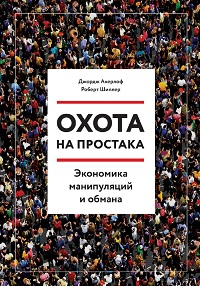 Джордж Акерлоф
Роберт Шиллер
ОХОТА
НА ПРОСТАКА
Экономика
манипуляций
и обмана